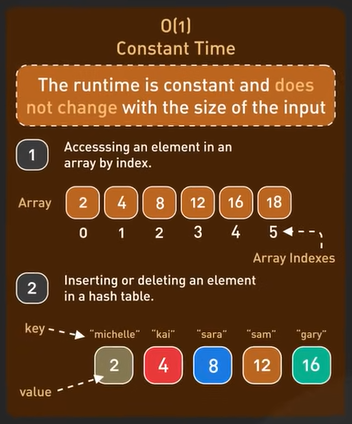 O(1)
Constant Time
The runtime is constant and does
not change with the size of the input
1
Accesssing an element in an
array by index.
Array
2 4 8 12 16 18
0 1 2 3 4 5
Array Indexes
2
Inserting or deleting an element
in a hash table.
key
"michelle" "kai" "sara" "sam" "gary"
2 4 8 12 16
value